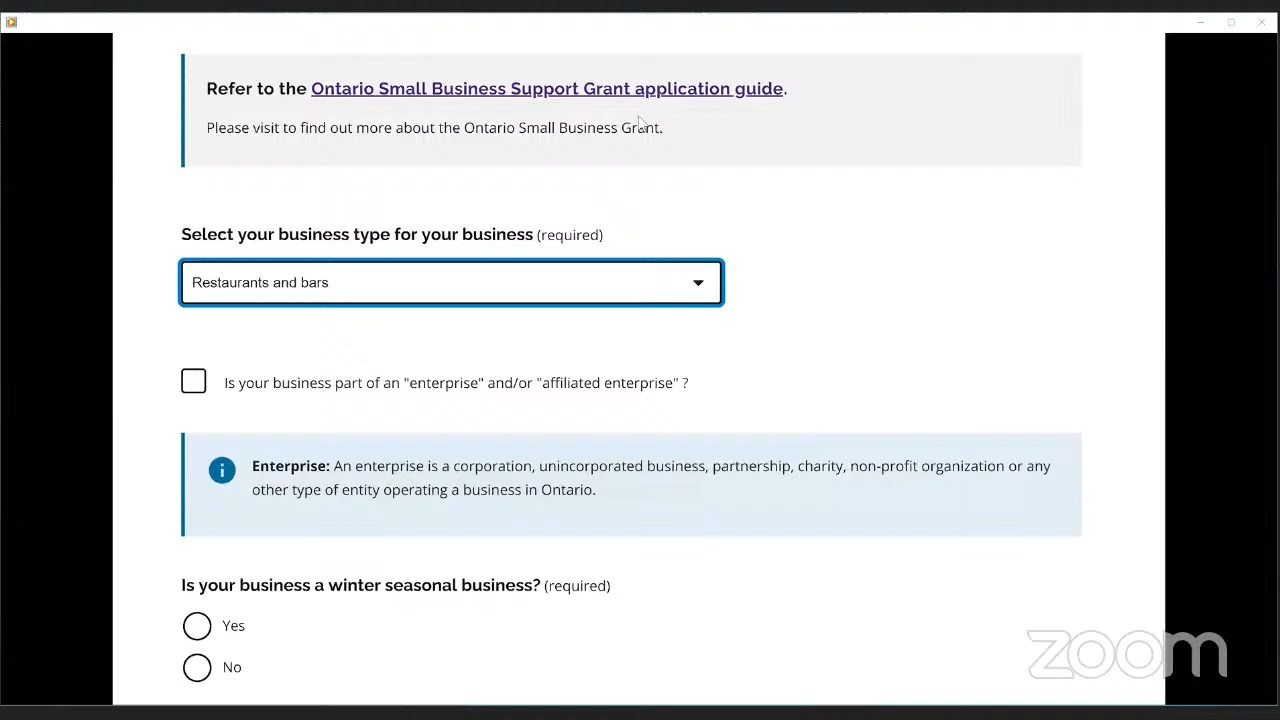 Refer to the Ontario Small Business Support Grant application guide.
Please visit to find out more about the Ontario Small Business Grant.
Select your business type for your business (required)
Restaurants and bars
Is your business part of an "enterprise" and/or "affiliated enterprise" ?
Enterprise: An enterprise is a corporation, unincorporated business, partnership, charity, non-profit organization or any
other type of entity operating a business in Ontario.
Is your business a winter seasonal business? (required)
Yes
No
zoom